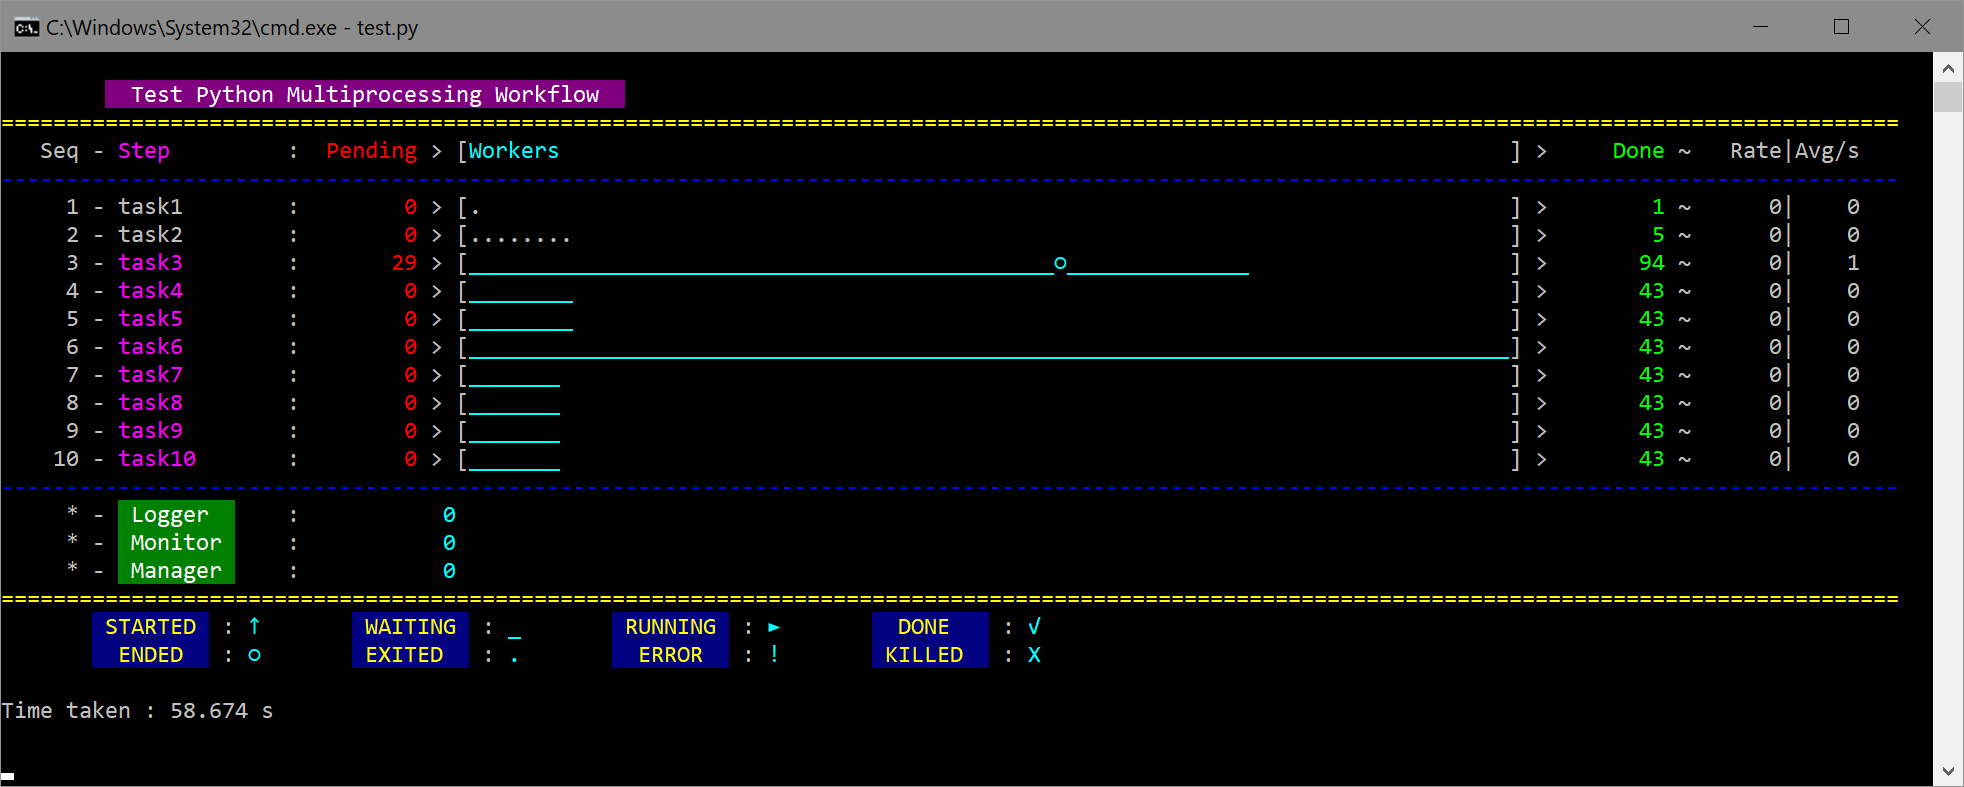 C:\Windows\System32\cmd.exe - test.py
Test Python Multiprocessing Workflow
==================================================================================================================================================
Seq - Step : Pending > [Workers ] > Done ~ Rate|Avg/s
--------------------------------------------------------------------------------------------------------------------------------------------------
1 - task1 : 0 > [. ] > 1 ~ 0| 0
2 - task2 : 0 > [........ ] > 5 ~ 0| 0
3 - task3 : 29 > [_____________________________________________○______________ ] > 94 ~ 0| 1
4 - task4 : 0 > [________ ] > 43 ~ 0| 0
5 - task5 : 0 > [________ ] > 43 ~ 0| 0
6 - task6 : 0 > [________________________________________________________________________________] > 43 ~ 0| 0
7 - task7 : 0 > [_______ ] > 43 ~ 0| 0
8 - task8 : 0 > [_______ ] > 43 ~ 0| 0
9 - task9 : 0 > [_______ ] > 43 ~ 0| 0
10 - task10 : 0 > [_______ ] > 43 ~ 0| 0
--------------------------------------------------------------------------------------------------------------------------------------------------
* - Logger : 0
* - Monitor : 0
* - Manager : 0
==================================================================================================================================================
STARTED : ↑ WAITING : _ RUNNING : ► DONE : √
ENDED : ○ EXITED : . ERROR : ! KILLED : X
Time taken : 58.674 s